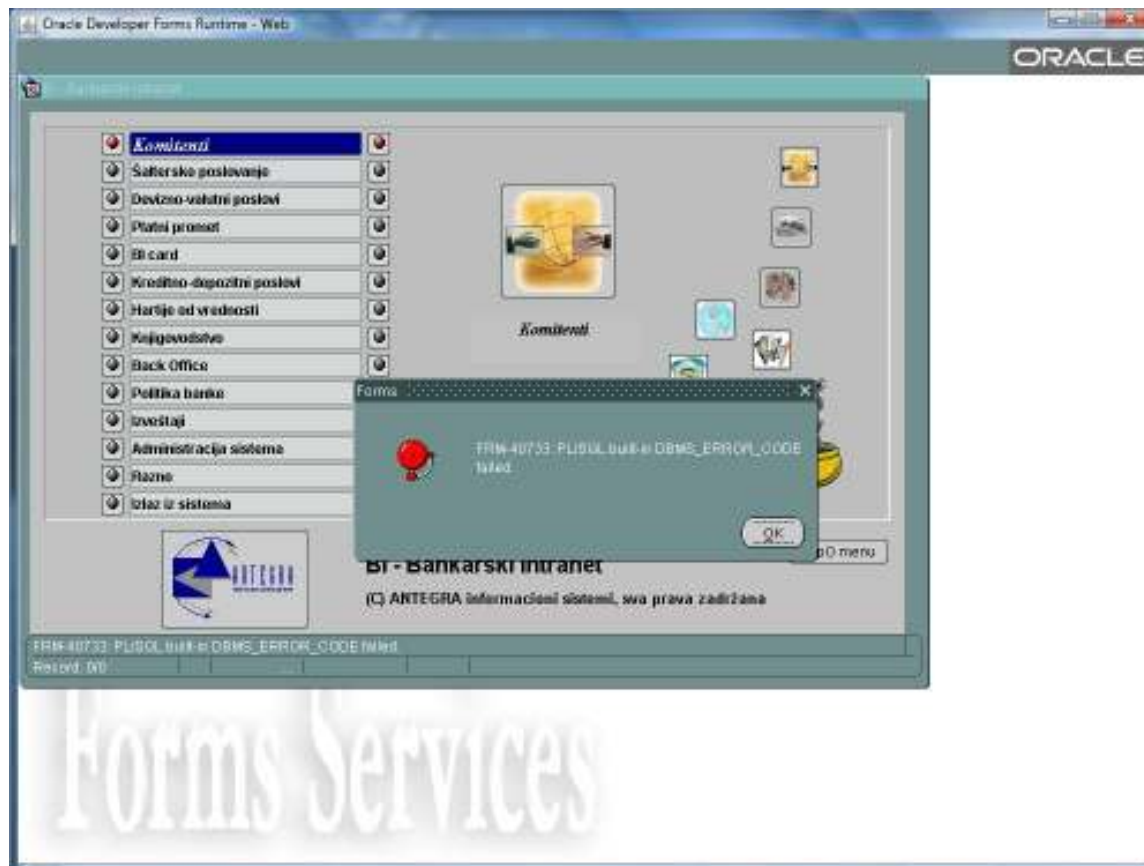 Oracle Developer Forms Runtime - Web
ORACLE
Komitenti
Šaltersko poslovanje
Devizno-valutni poslovi
Platni promet
BI card
Kreditno-depozitni poslovi
Hartije od vrednosti
Knjigovodstvo
Back Office
Politika banke
Izveštaji
Administracija sistema
Razno
Izlaz iz sistema
Komitenti
Forms
FRM-40733: PL/SQL built-in DBMS_ERROR_CODE
failed.
OK
menu
ANTEGRA
BI - Bankarski intranet
(C) ANTEGRA informacioni sistemi, sva prava zadržana
FRM-40733: PL/SQL built-in DBMS_ERROR_CODE failed.
Record: 0/0
Forms Services